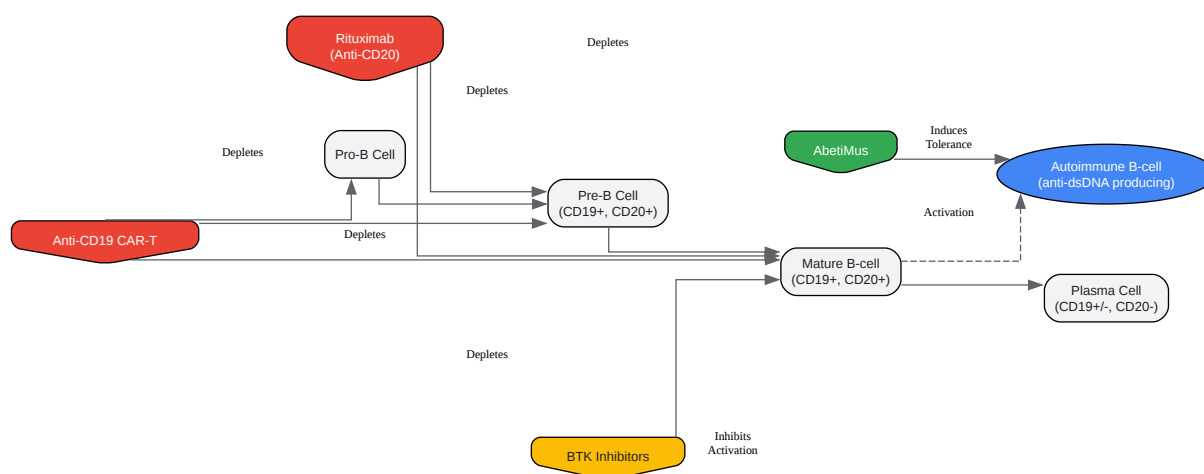 Rituximab
(Anti-CD20)
Depletes
Depletes
Depletes
Pro-B Cell
AbetiMus
Induces
Tolerance
Autoimmune B-cell
(anti-dsDNA producing)
Pre-B Cell
(CD19+, CD20+)
Activation
Anti-CD19 CAR-T
Depletes
Mature B-cell
(CD19+, CD20+)
Plasma Cell
(CD19+/-, CD20-)
Depletes
BTK Inhibitors
Inhibits
Activation